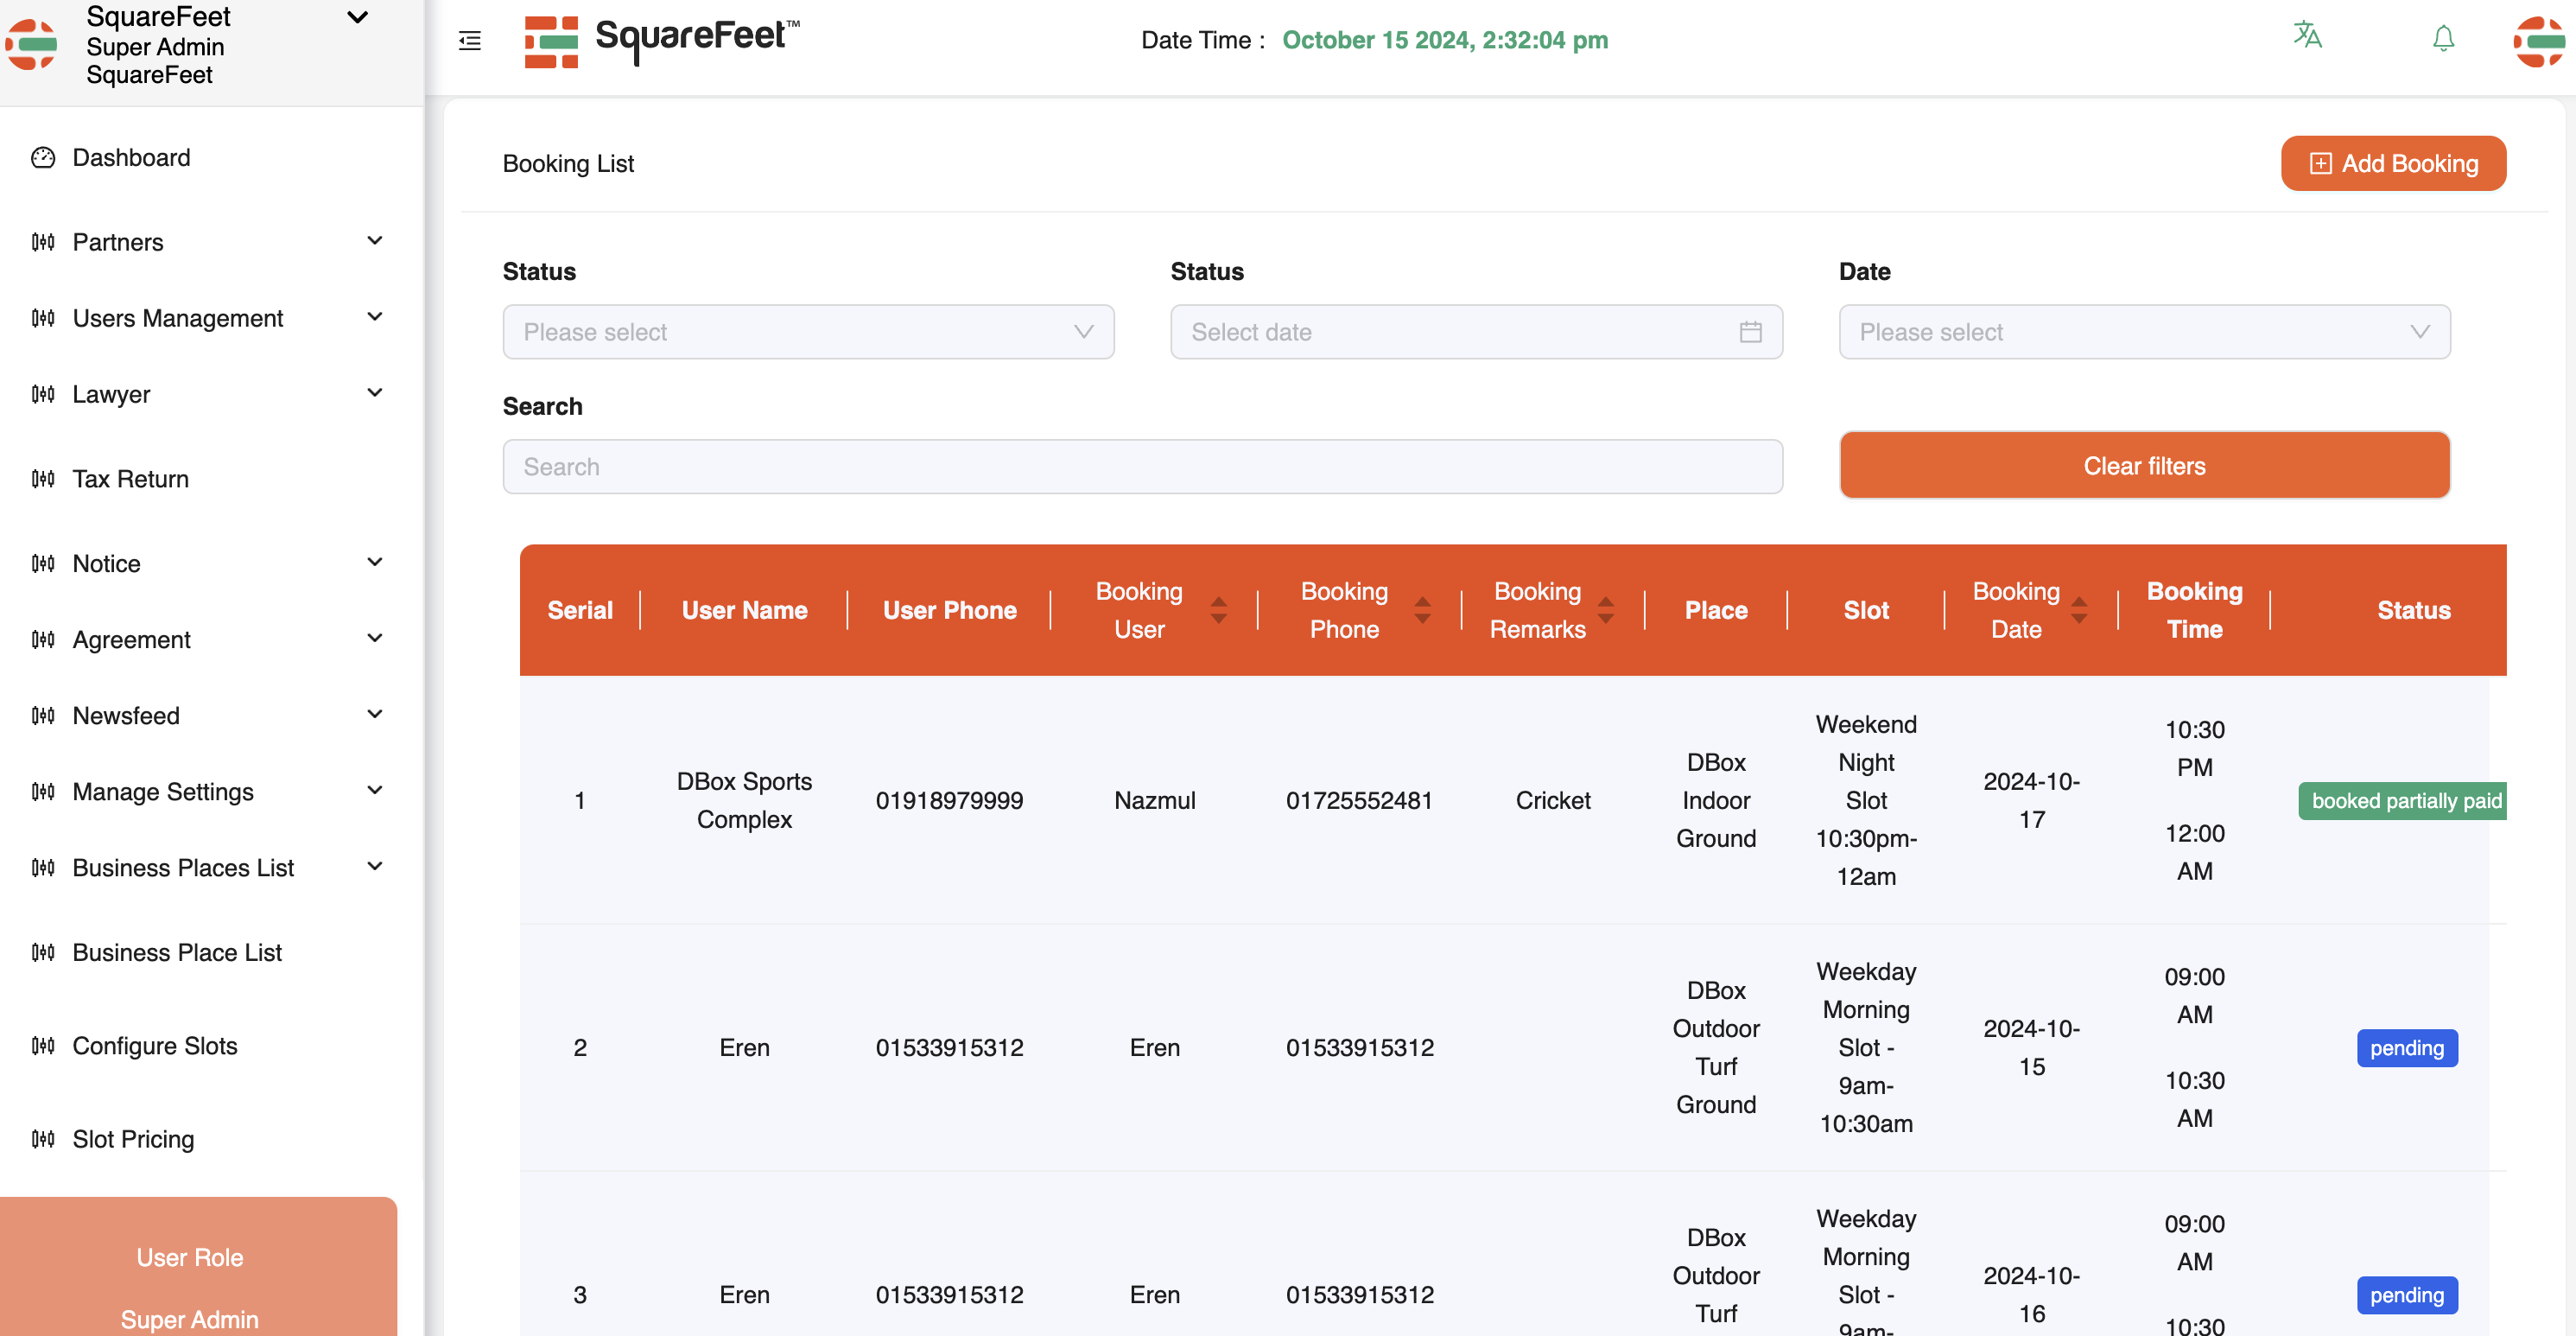 SquareFeet
Super Admin
SquareFeet
Dashboard
Partners
Users Management
Lawyer
Tax Return
Notice
Agreement
Newsfeed
Manage Settings
Business Places List
Business Place List
Configure Slots
Slot Pricing
User Role
Super Admin
SquareFeet™
Date Time : October 15 2024, 2:32:04 pm
Booking List
Add Booking
Status
Please select
Status
Select date
Date
Please select
Search
Search
Clear filters
Serial
User Name
User Phone
Booking
User
Booking
Phone
Booking
Remarks
Place
Slot
Booking
Date
Booking
Time
Status
1
DBox Sports
Complex
01918979999
Nazmul
01725552481
Cricket
DBox
Indoor
Ground
Weekend
Night
Slot
10:30pm-
12am
2024-10-
17
10:30
PM
12:00
AM
booked partially paid
2
Eren
01533915312
Eren
01533915312
DBox
Outdoor
Turf
Ground
Weekday
Morning
Slot -
9am-
10:30am
2024-10-
15
09:00
AM
10:30
AM
pending
3
Eren
01533915312
Eren
01533915312
DBox
Outdoor
Turf
Weekday
Morning
Slot -
9am-
2024-10-
16
09:00
AM
10:30
pending